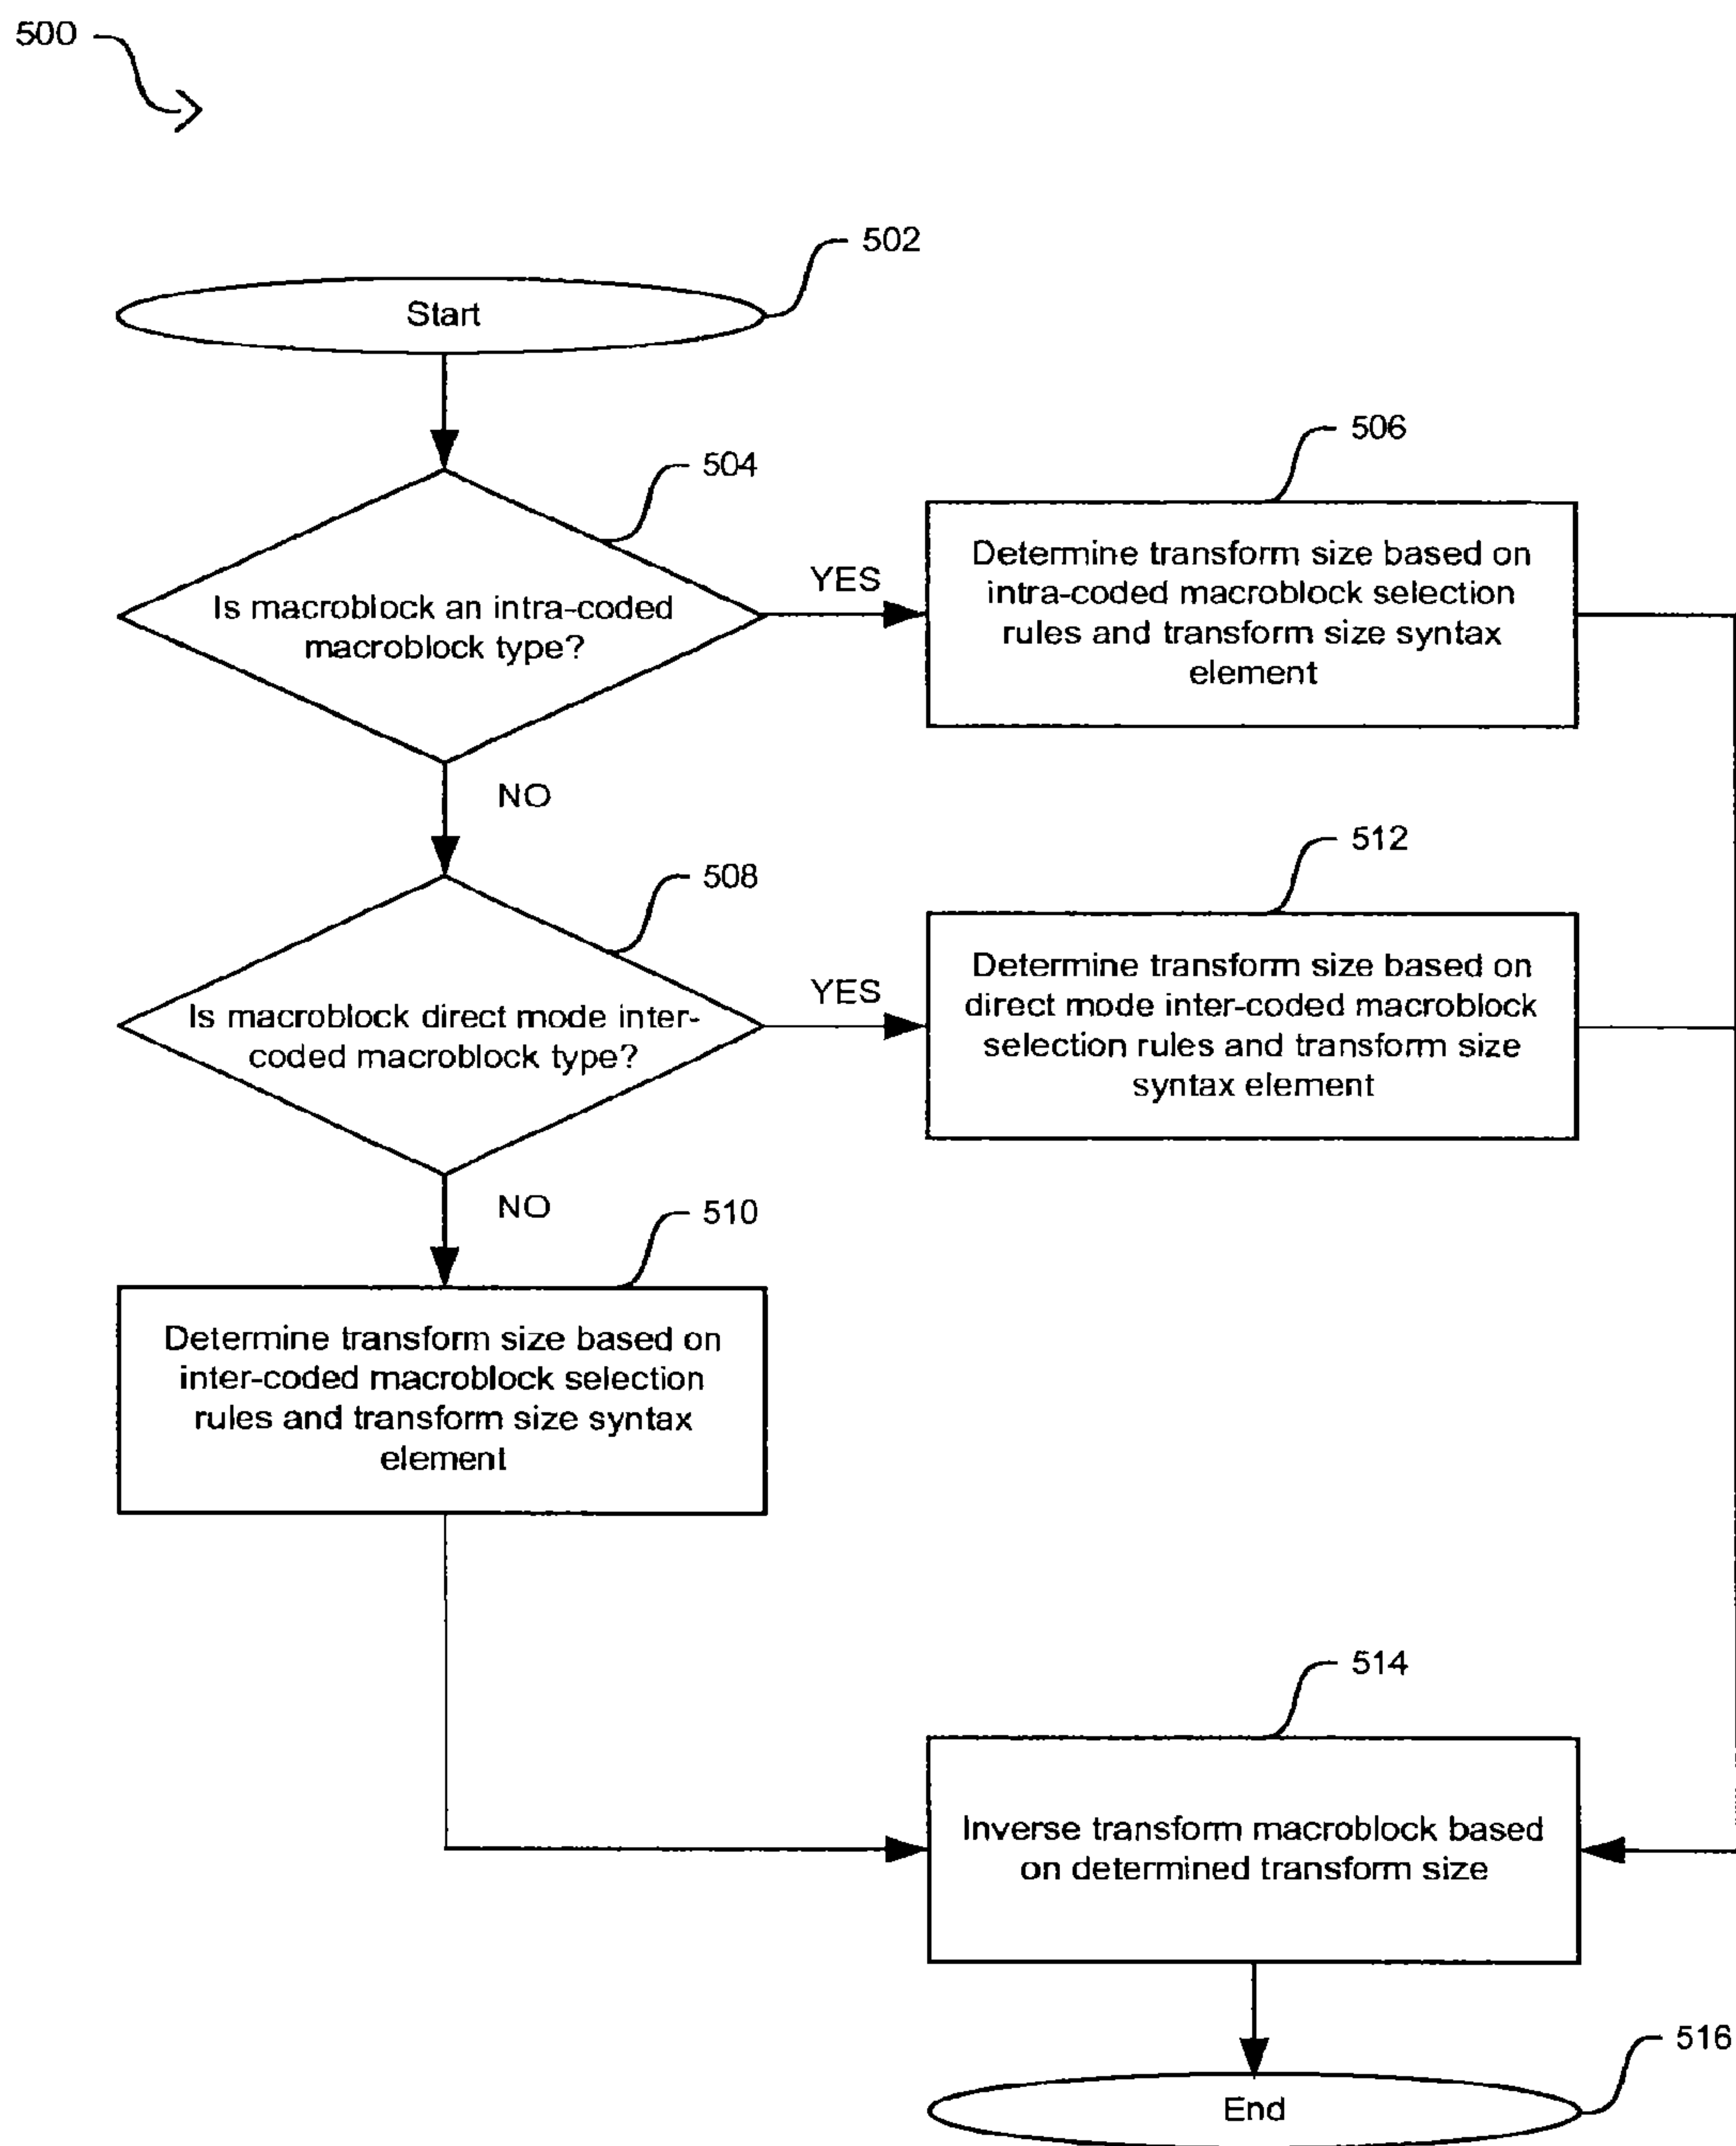 500
502
Start
504
Is macroblock an intra-coded
macroblock type?
YES
506
Determine transform size based on
intra-coded macroblock selection
rules and transform size syntax
element
NO
508
Is macroblock direct mode inter-
coded macroblock type?
YES
512
Determine transform size based on
direct mode inter-coded macroblock
selection rules and transform size
syntax element
NO
510
Determine transform size based on
inter-coded macroblock selection
rules and transform size syntax
element
514
Inverse transform macroblock based
on determined transform size
516
End